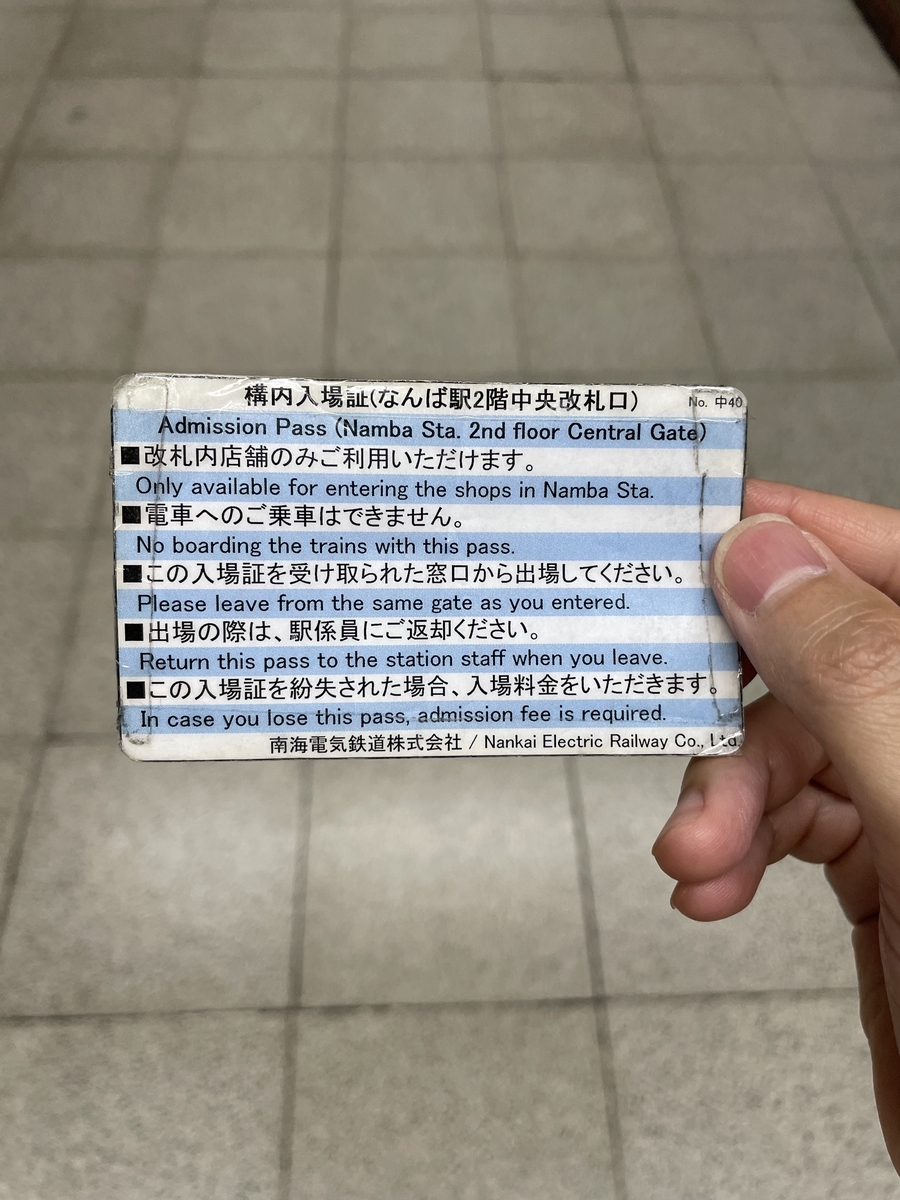 構内入場証(なんば駅2階中央改札口) No. 中40
Admission Pass (Namba Sta. 2nd floor Central Gate)
■改札内店舗のみご利用いただけます。
Only available for entering the shops in Namba Sta.
■電車へのご乗車はできません。
No boarding the trains with this pass.
■この入場証を受け取られた窓口から出場してください。
Please leave from the same gate as you entered.
■出場の際は、駅係員にご返却ください。
Return this pass to the station staff when you leave.
■この入場証を紛失された場合、入場料金をいただきます。
In case you lose this pass, admission fee is required.
南海電気鉄道株式会社 / Nankai Electric Railway Co., Ltd.